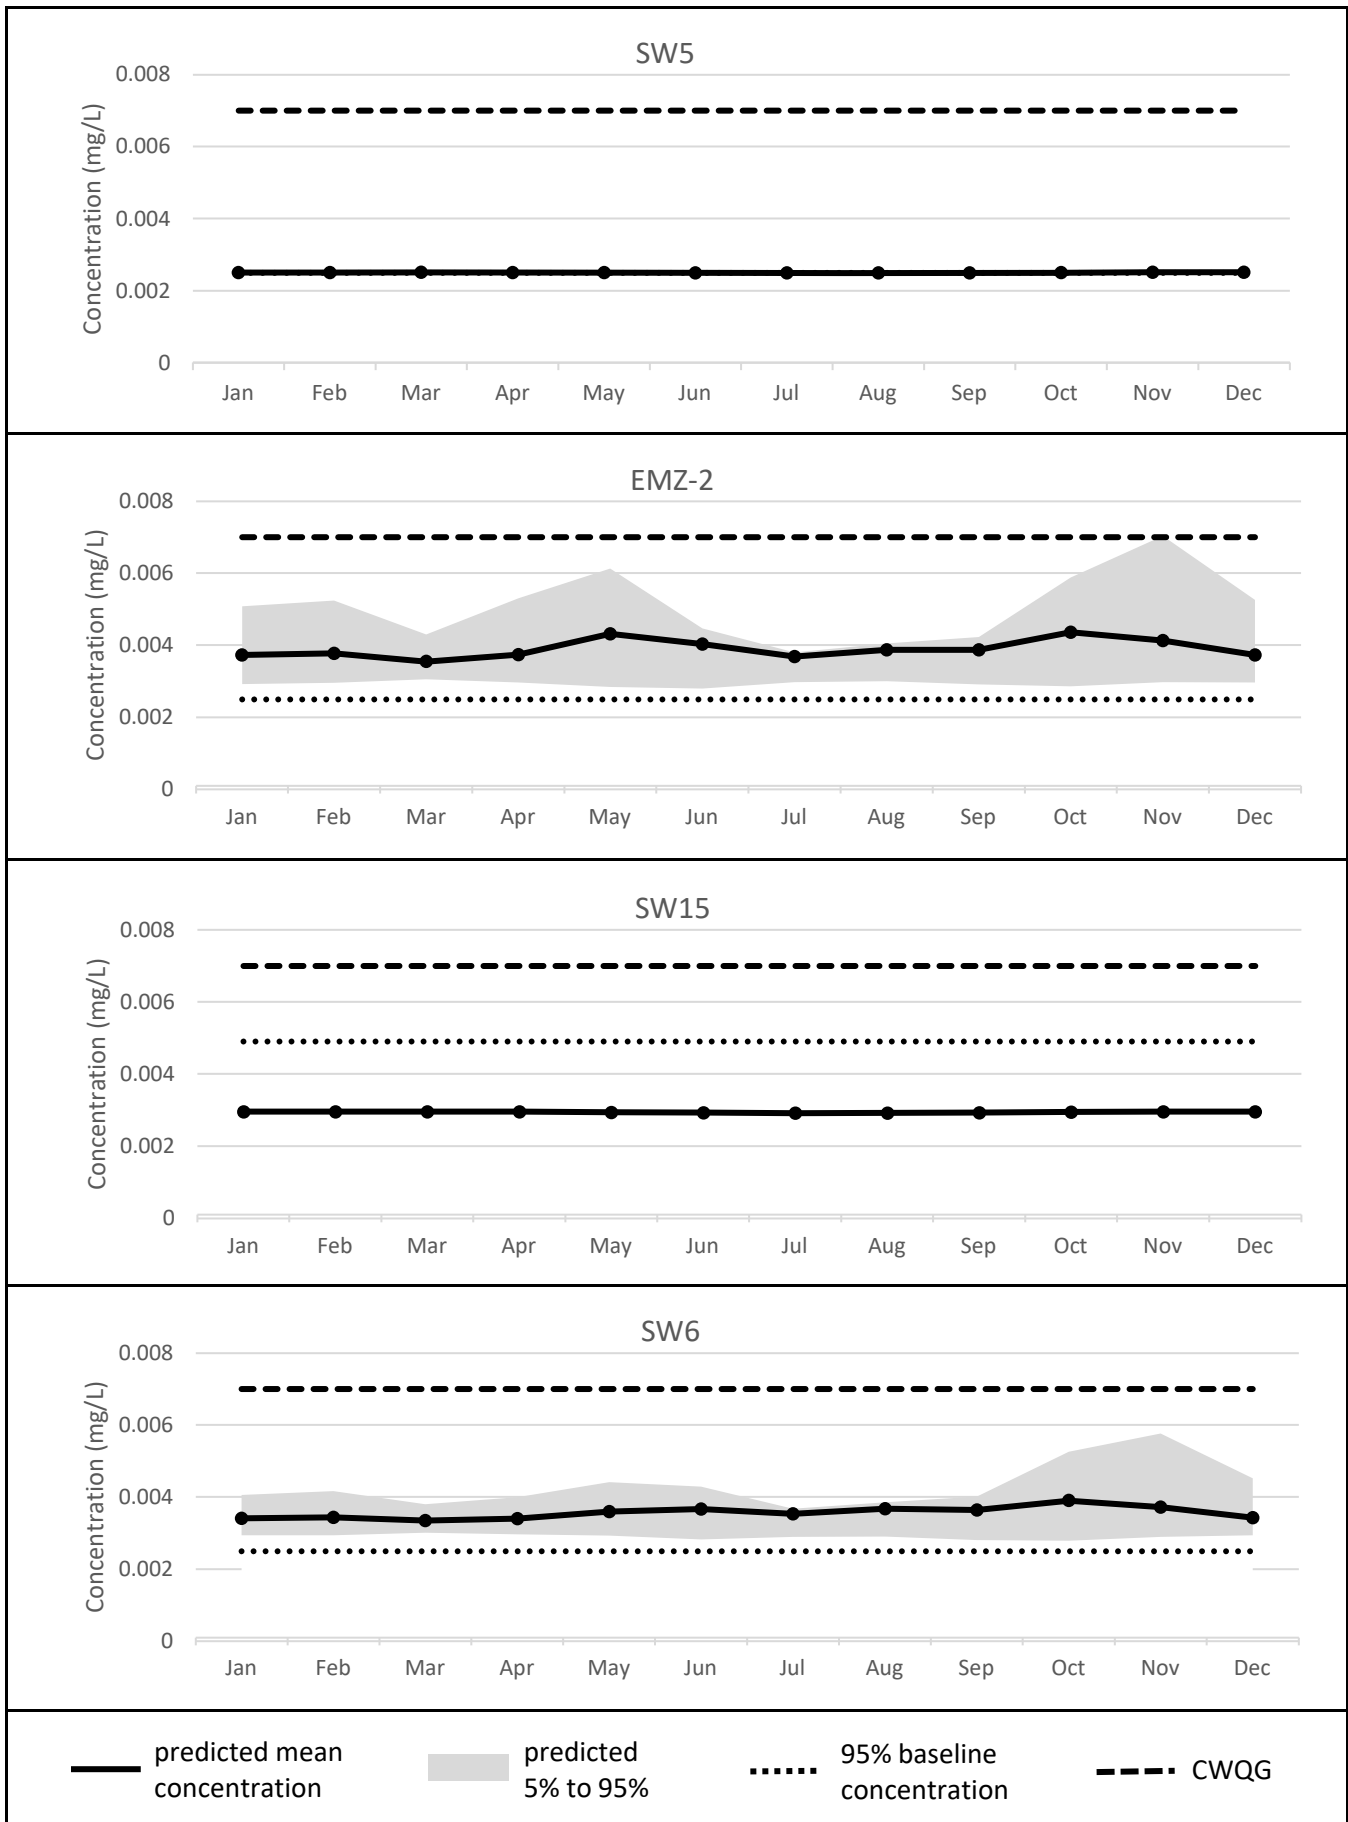 SW5
Concentration (mg/L)
0.008
0.006
0.004
0.002
0
Jan Feb Mar Apr May Jun Jul Aug Sep Oct Nov Dec
EMZ-2
Concentration (mg/L)
0.008
0.006
0.004
0.002
0
Jan Feb Mar Apr May Jun Jul Aug Sep Oct Nov Dec
SW15
Concentration (mg/L)
0.008
0.006
0.004
0.002
0
Jan Feb Mar Apr May Jun Jul Aug Sep Oct Nov Dec
SW6
Concentration (mg/L)
0.008
0.006
0.004
0.002
0
Jan Feb Mar Apr May Jun Jul Aug Sep Oct Nov Dec
predicted mean
concentration
predicted
5% to 95%
95% baseline
concentration
CWQG